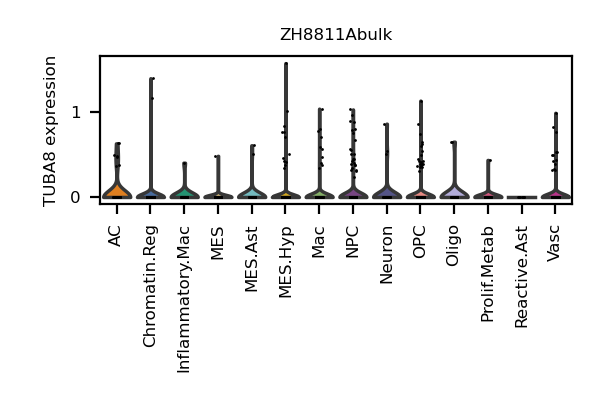 ZH8811Abulk
TUBA8 expression
1
0
AC
Chromatin.Reg
Inflammatory.Mac
MES
MES.Ast
MES.Hyp
Mac
NPC
Neuron
OPC
Oligo
Prolif.Metab
Reactive.Ast
Vasc